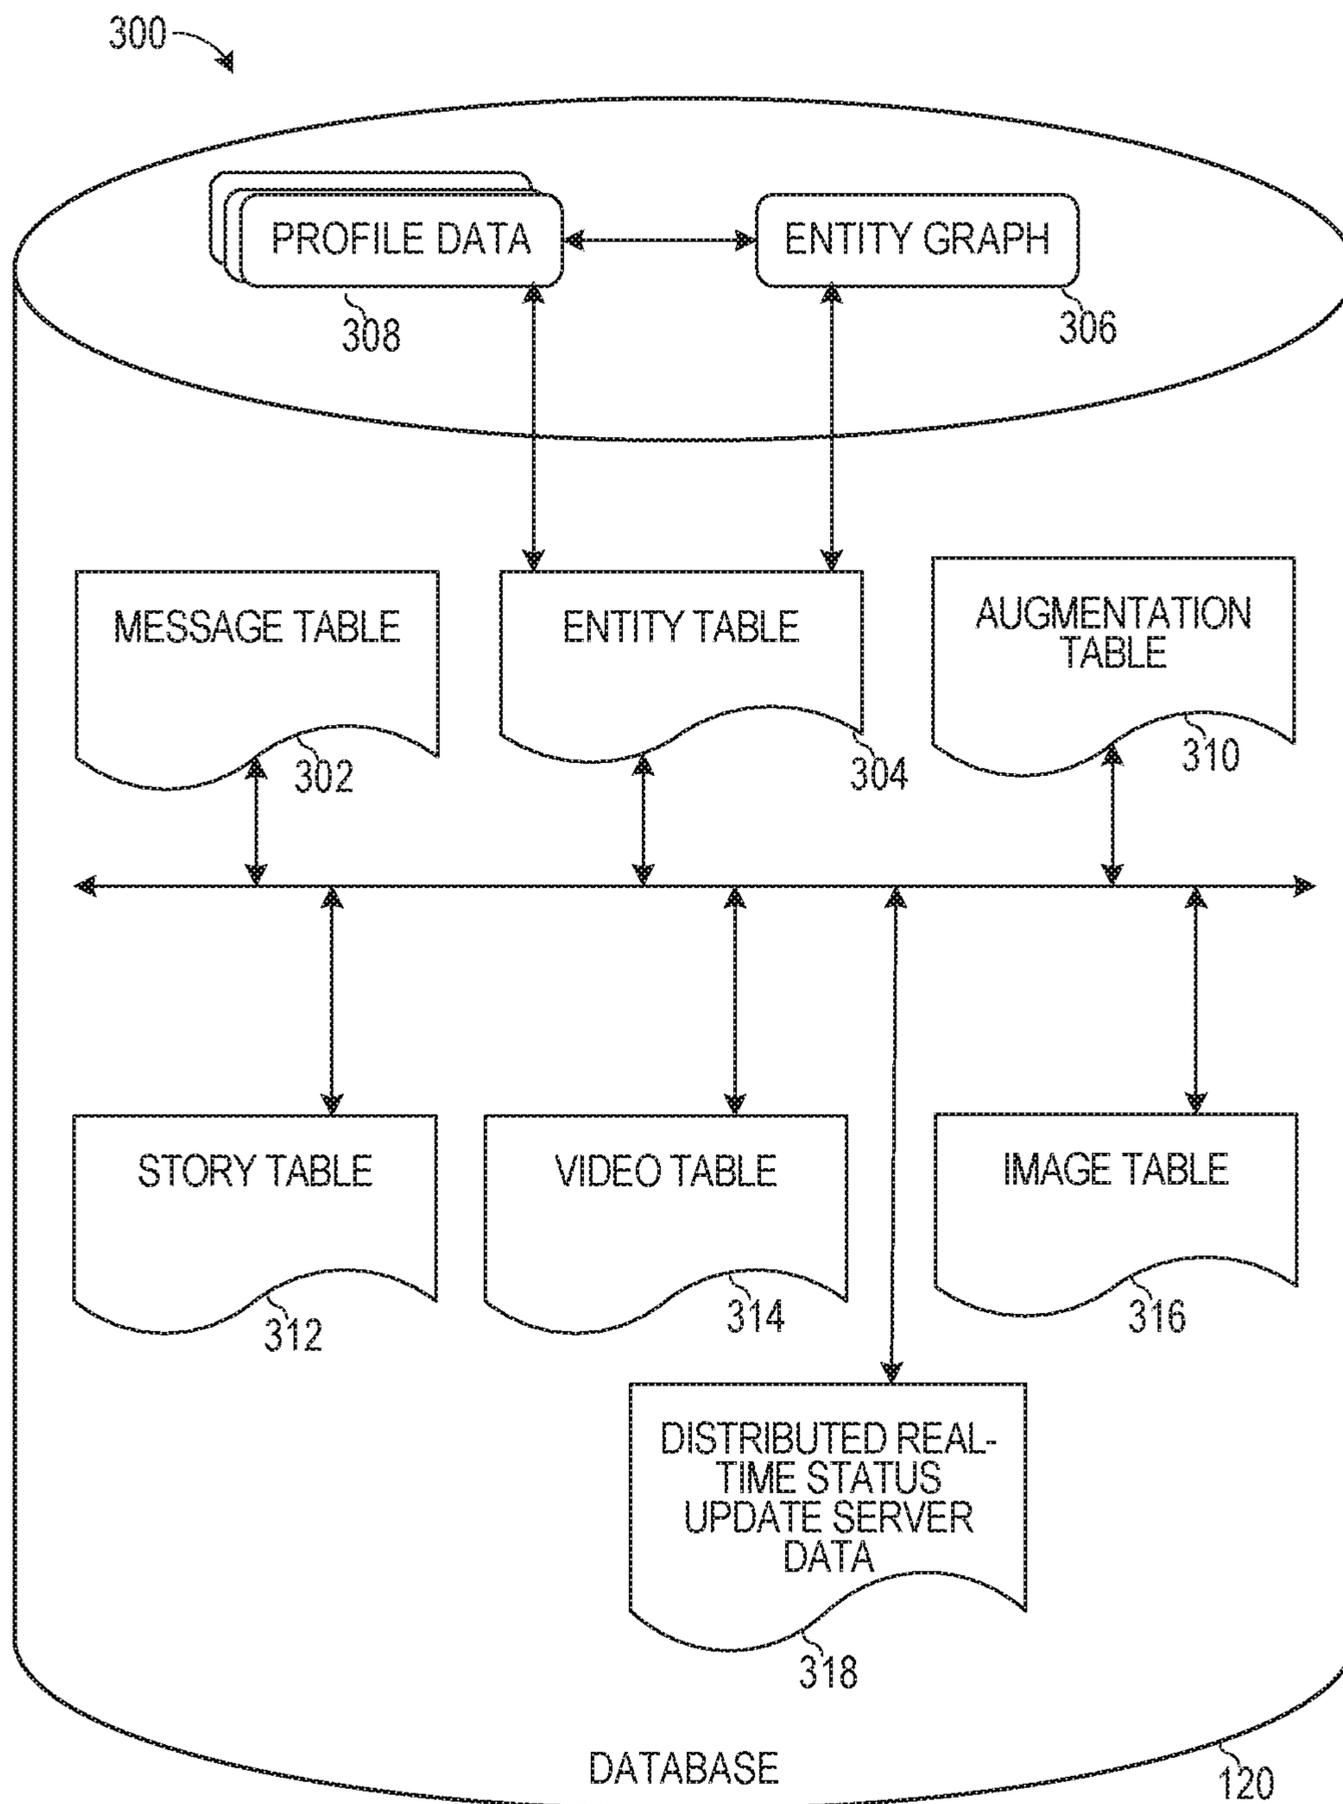 300
PROFILE DATA
ENTITY GRAPH
308
306
MESSAGE TABLE
ENTITY TABLE
AUGMENTATION
TABLE
302
304
310
STORY TABLE
VIDEO TABLE
IMAGE TABLE
312
314
316
DISTRIBUTED REAL-
TIME STATUS
UPDATE SERVER
DATA
318
DATABASE
120